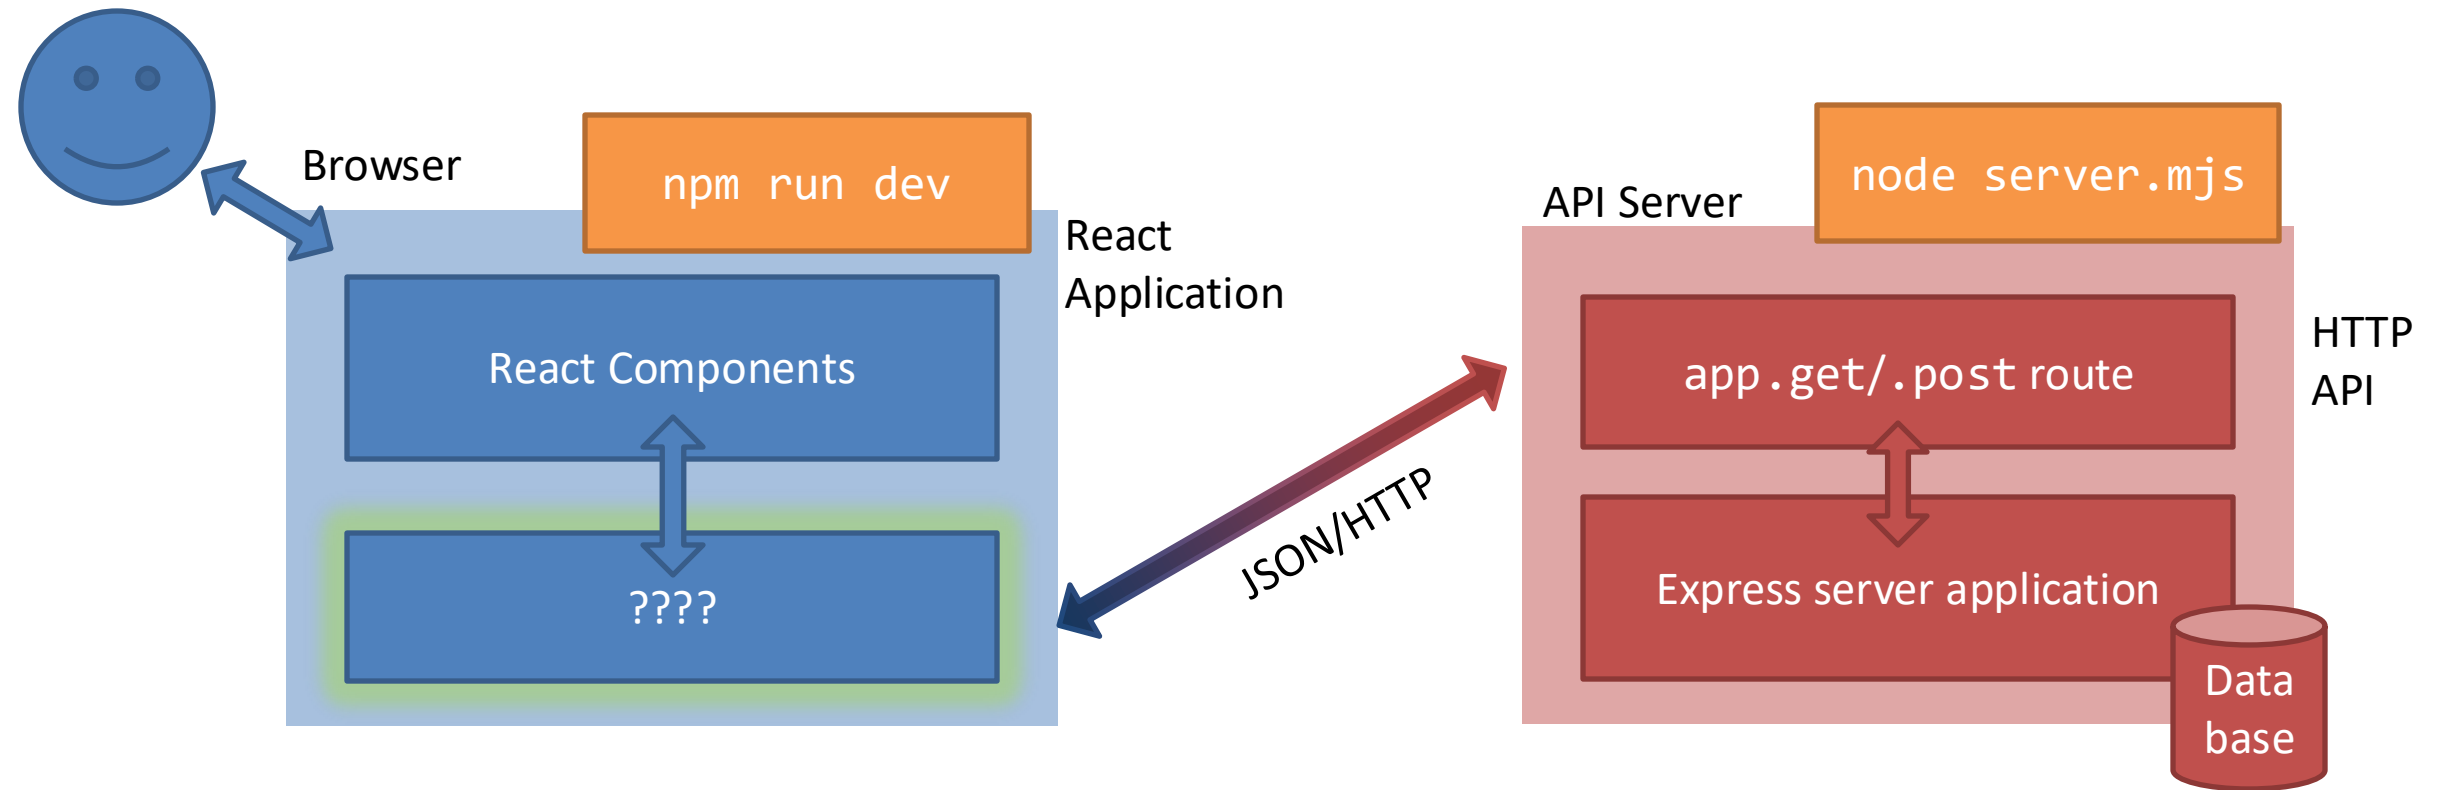 Browser
npm run dev
React
Application
React Components
????
JSON/HTTP
API Server
node server.mjs
app.get/.post route
HTTP
API
Express server application
Data
base